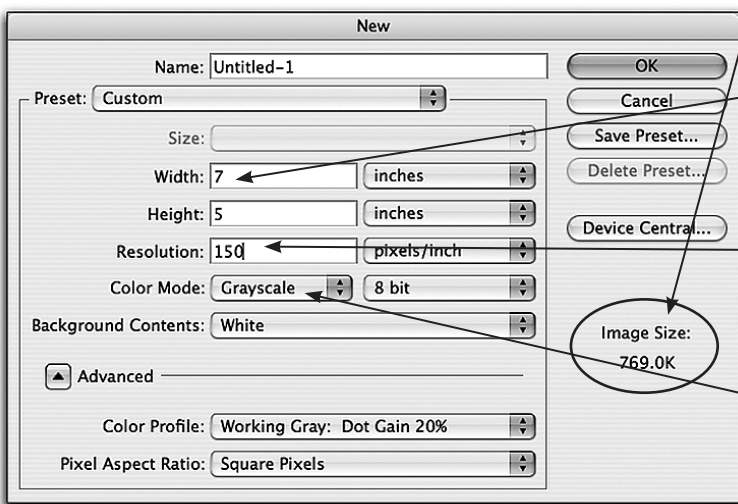 New
Name: Untitled-1
OK
Preset: Custom
Cancel
Size:
Save Preset...
Width: 7 inches
Delete Preset...
Height: 5 inches
Device Central...
Resolution: 150 pixels/inch
Color Mode: Grayscale 8 bit
Background Contents: White
Image Size:
769.0K
Advanced
Color Profile: Working Gray: Dot Gain 20%
Pixel Aspect Ratio: Square Pixels